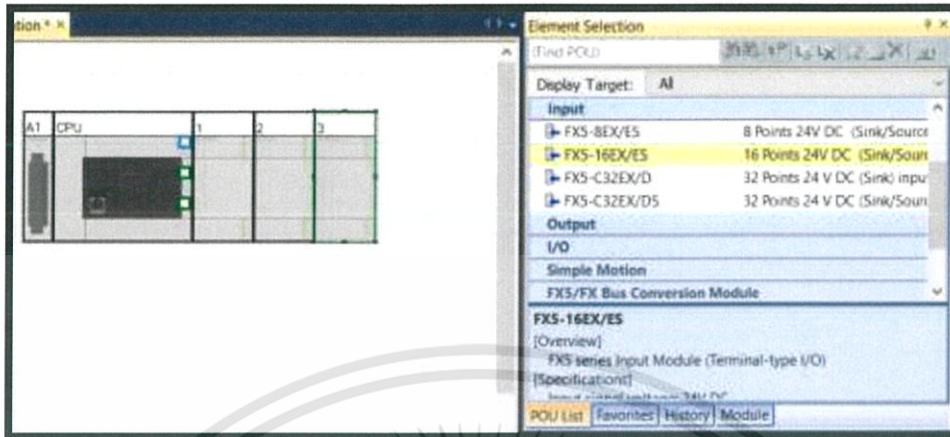 tion * ×
A1 CPU 1 2 3
Element Selection
(Find POU)
Display Target: All
Input
FX5-8EX/ES 8 Points 24V DC (Sink/Source
FX5-16EX/ES 16 Points 24V DC (Sink/Sourc
FX5-C32EX/D 32 Points 24 V DC (Sink) inpu
FX5-C32EX/DS 32 Points 24 V DC (Sink/Sour
Output
I/O
Simple Motion
FX5/FX Bus Conversion Module
FX5-16EX/ES
[Overview]
FX5 series Input Module (Terminal-type I/O)
[Specifications]
POU List Favorites History Module